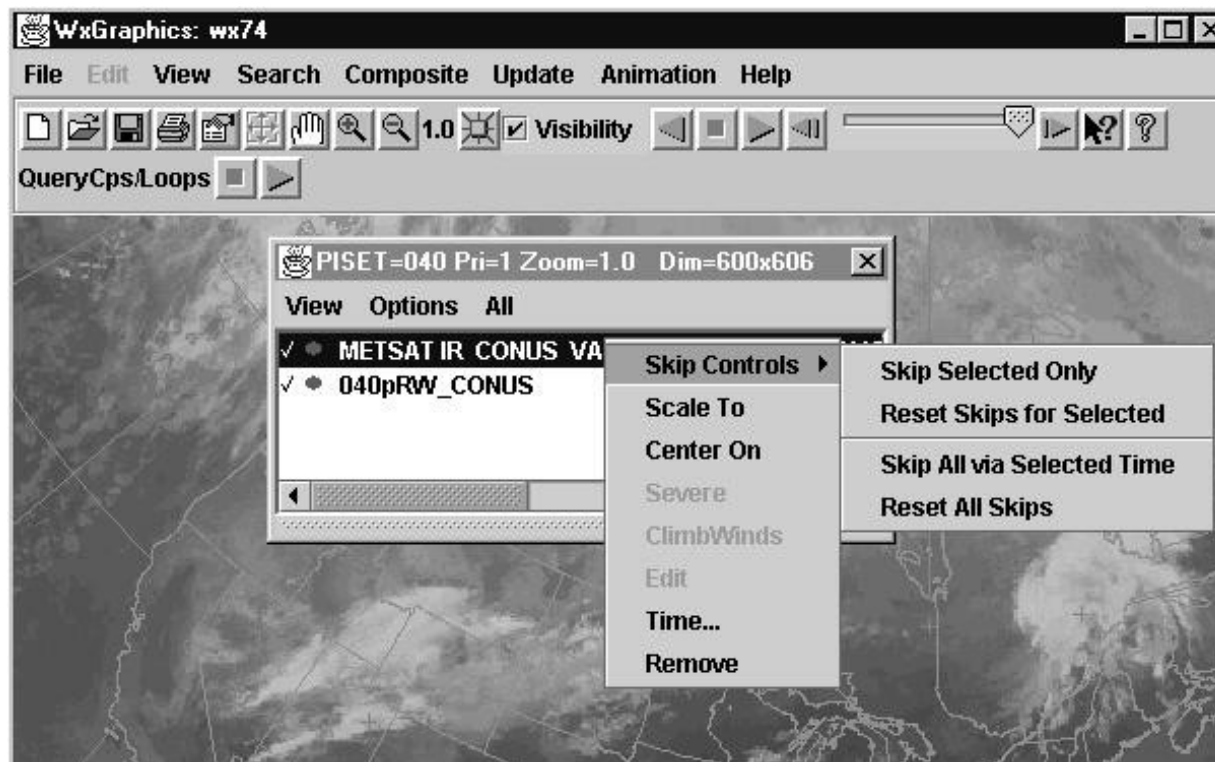 WxGraphics: wx74
File Edit View Search Composite Update Animation Help
1.0 Visibility
QueryCps/Loops
PISET=040 Pri=1 Zoom=1.0 Dim=600x606
View Options All
METSAT IR CONUS VA
040pRW_CONUS
Skip Controls
Scale To
Center On
Severe
ClimbWinds
Edit
Time...
Remove
Skip Selected Only
Reset Skips for Selected
Skip All via Selected Time
Reset All Skips